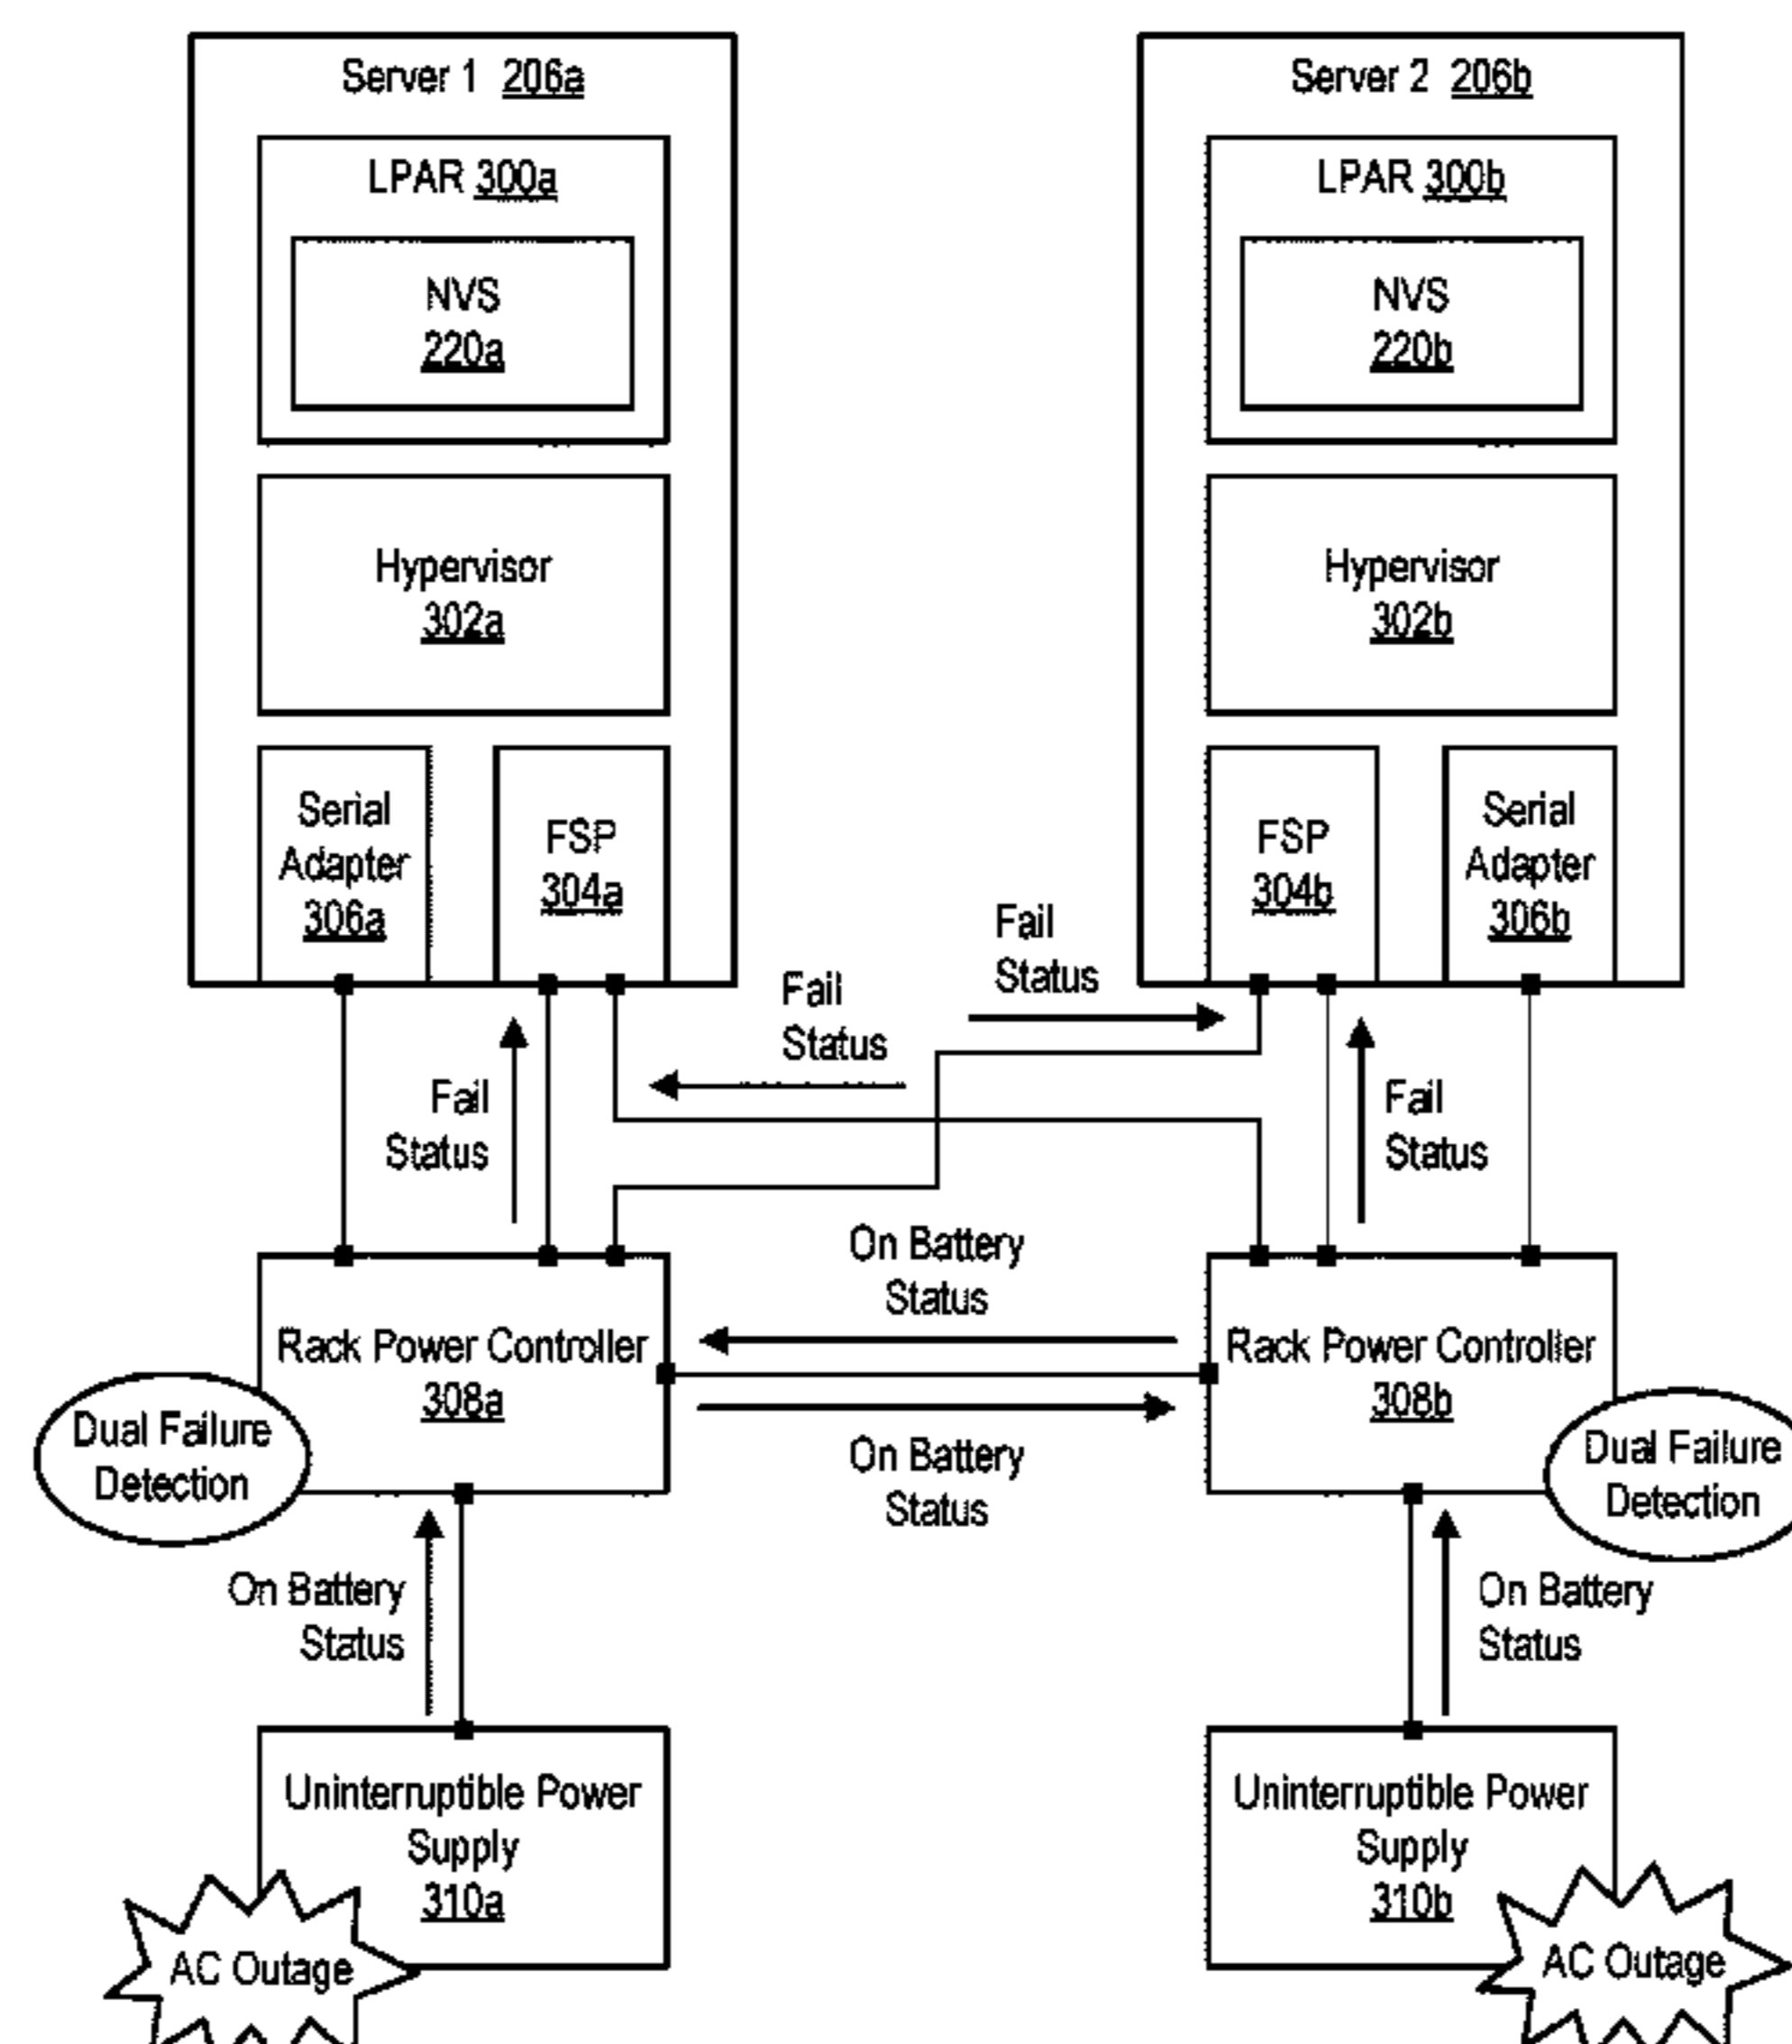 Server 1 206a
LPAR 300a
NVS
220a
Hypervisor
302a
Serial
Adapter
306a
FSP
304a
Server 2 206b
LPAR 300b
NVS
220b
Hypervisor
302b
FSP
304b
Serial
Adapter
306b
Fail
Status
Fail
Status
Fail
Status
Fail
Status
On Battery
Status
Rack Power Controller
308a
Rack Power Controller
308b
Dual Failure
Detection
On Battery
Status
Dual Failure
Detection
On Battery
Status
On Battery
Status
Uninterruptible Power
Supply
310a
Uninterruptible Power
Supply
310b
AC Outage
AC Outage